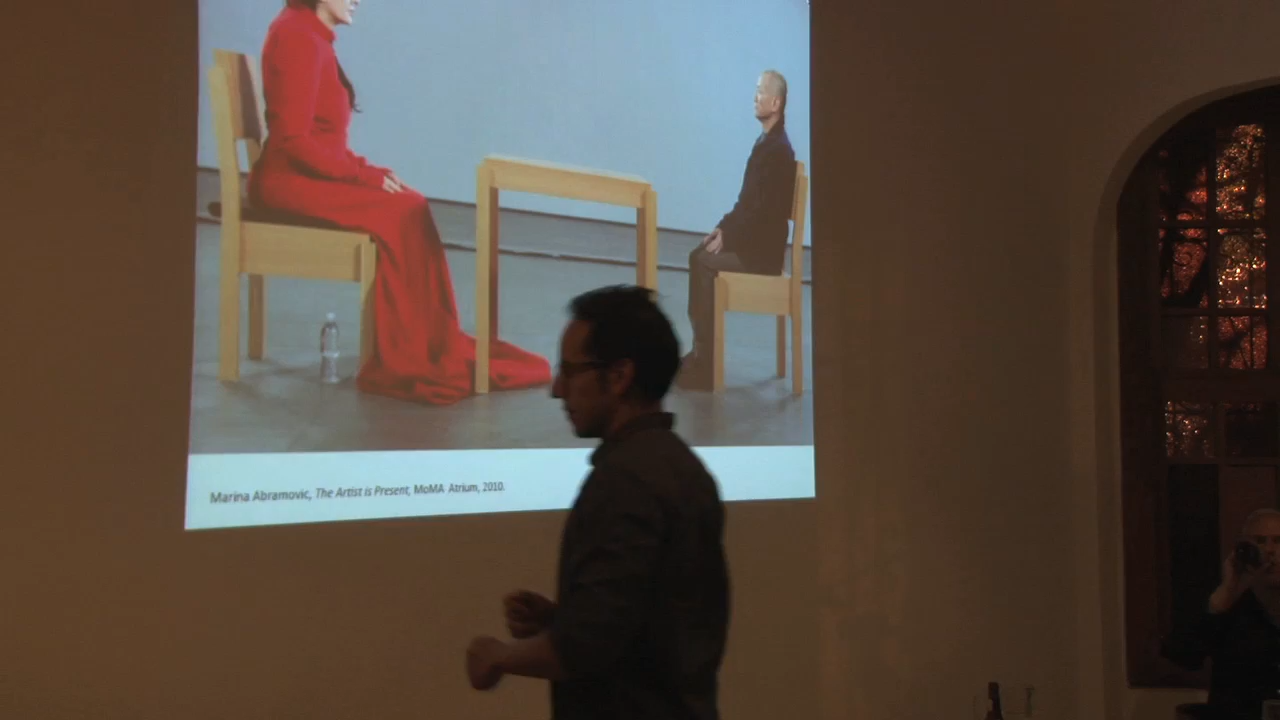 Marina Abramovic, The Artist is Present, MoMA Atrium, 2010.